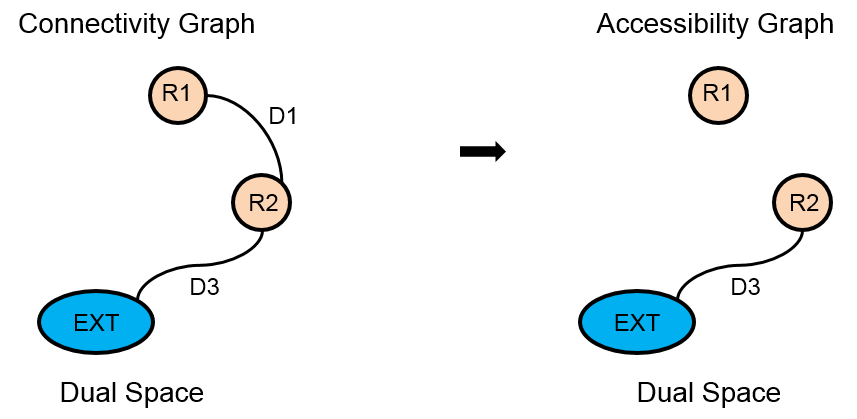 Connectivity Graph
R1
D1
R2
D3
EXT
Dual Space
Accessibility Graph
R1
R2
D3
EXT
Dual Space